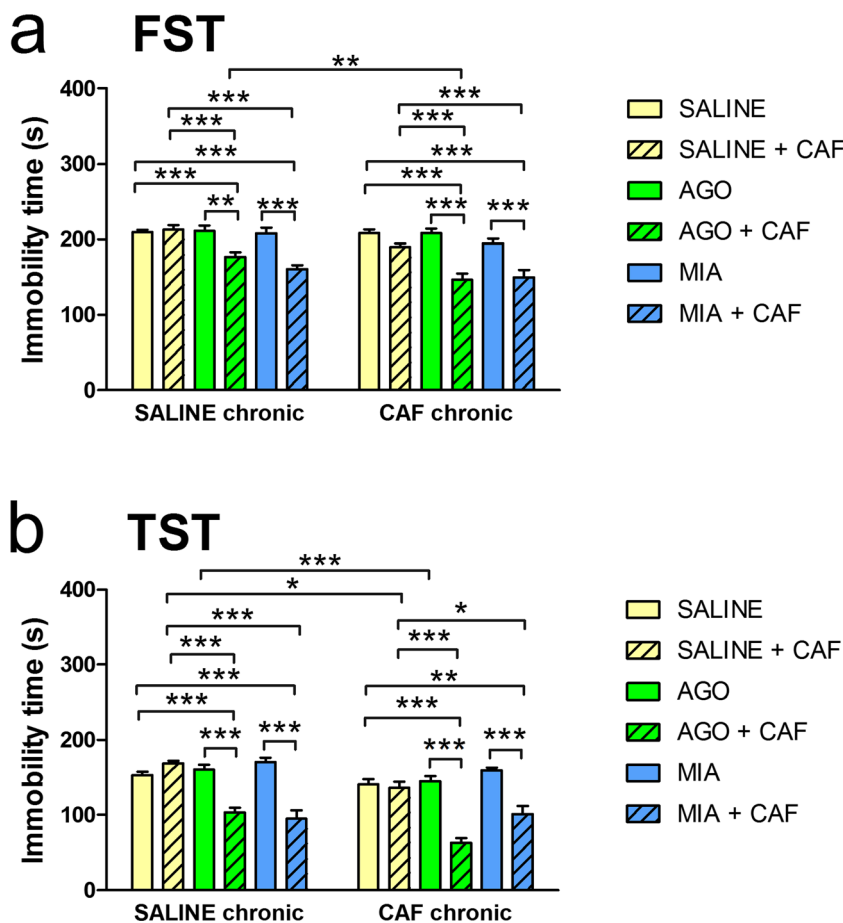 a FST
**
400
*** ***
*** ***
300
*** ***
*** ***
** *** *** ***
200
100
0
Immobility time (s)
SALINE chronic CAF chronic
SALINE
SALINE + CAF
AGO
AGO + CAF
MIA
MIA + CAF
b TST
***
400
*
*** *
*** ***
300
*** **
*** ***
*** *** *** ***
200
100
0
Immobility time (s)
SALINE chronic CAF chronic
SALINE
SALINE + CAF
AGO
AGO + CAF
MIA
MIA + CAF